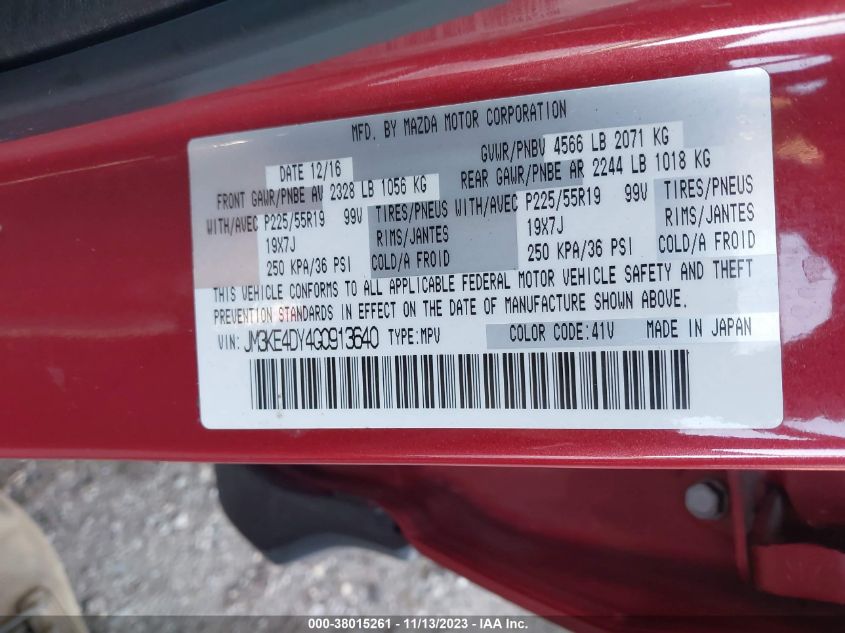 MFD. BY MAZDA MOTOR CORPORATION
DATE 12/16 GVWR/PNBV 4566 LB 2071 KG
FRONT GAWR/PNBE AV 2328 LB 1056 KG REAR GAWR/PNBE AR 2244 LB 1018 KG
WITH/AVEC P225/55R19 99V TIRES/PNEUS WITH/AVEC P225/55R19 99V TIRES/PNEUS
19X7J RIMS/JANTES 19X7J RIMS/JANTES
250 KPA/36 PSI COLD/A FROID 250 KPA/36 PSI COLD/A FROID
THIS VEHICLE CONFORMS TO ALL APPLICABLE FEDERAL MOTOR VEHICLE SAFETY AND THEFT
PREVENTION STANDARDS IN EFFECT ON THE DATE OF MANUFACTURE SHOWN ABOVE.
VIN: JM3KE4DY4G0913640 TYPE:MPV COLOR CODE:41V MADE IN JAPAN
000-38015261 - 11/13/2023 - IAA Inc.